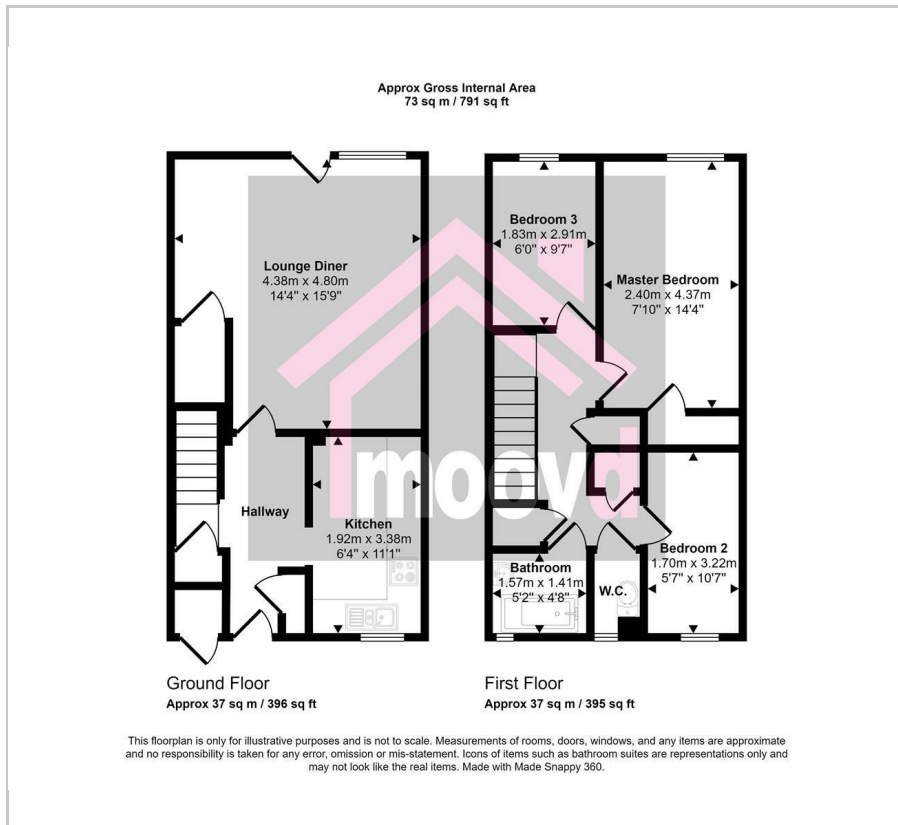 Approx Gross Internal Area
73 sq m / 791 sq ft
Lounge Diner
4.38m x 4.80m
14'4" x 15'9"
Hallway
Kitchen
1.92m x 3.38m
6'4" x 11'1"
Bedroom 3
1.83m x 2.91m
6'0" x 9'7"
Master Bedroom
2.40m x 4.37m
7'10" x 14'4"
Bedroom 2
1.70m x 3.22m
5'7" x 10'7"
Bathroom
1.57m x 1.41m
5'2" x 4'8"
W.C.
moovd
Ground Floor
Approx 37 sq m / 396 sq ft
First Floor
Approx 37 sq m / 395 sq ft
This floorplan is only for illustrative purposes and is not to scale. Measurements of rooms, doors, windows, and any items are approximate
and no responsibility is taken for any error, omission or mis-statement. Icons of items such as bathroom suites are representations only and
may not look like the real items. Made with Made Snappy 360.